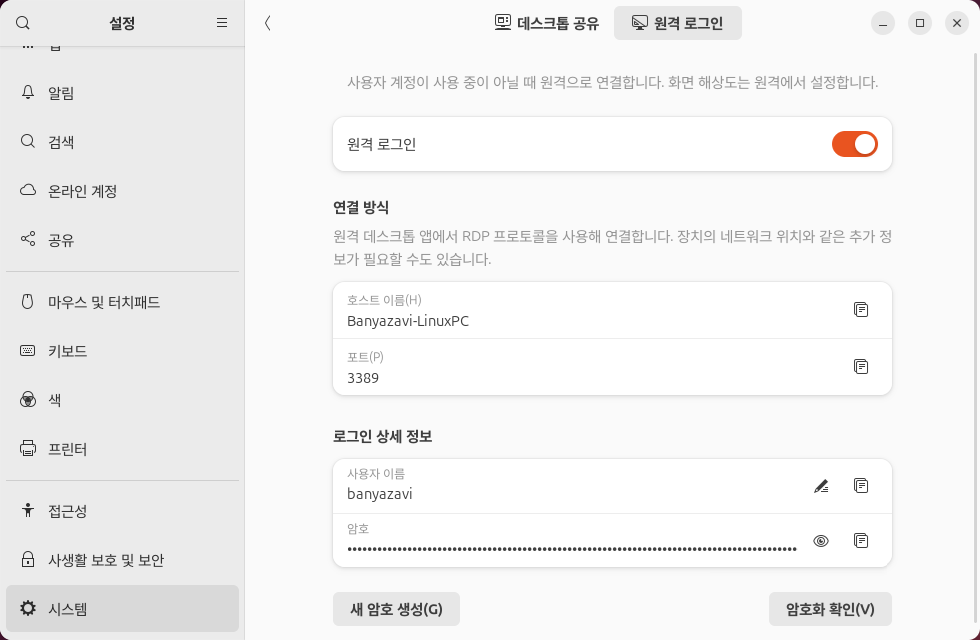 설정
알림
검색
온라인 계정
공유
마우스 및 터치패드
키보드
색
프린터
접근성
사생활 보호 및 보안
시스템
데스크톱 공유
원격 로그인
사용자 계정이 사용 중이 아닐 때 원격으로 연결합니다. 화면 해상도는 원격에서 설정합니다.
원격 로그인
연결 방식
원격 데스크톱 앱에서 RDP 프로토콜을 사용해 연결합니다. 장치의 네트워크 위치와 같은 추가 정
보가 필요할 수도 있습니다.
호스트 이름(H)
Banyazavi-LinuxPC
포트(P)
3389
로그인 상세 정보
사용자 이름
banyazavi
암호
새 암호 생성(G)
암호화 확인(V)